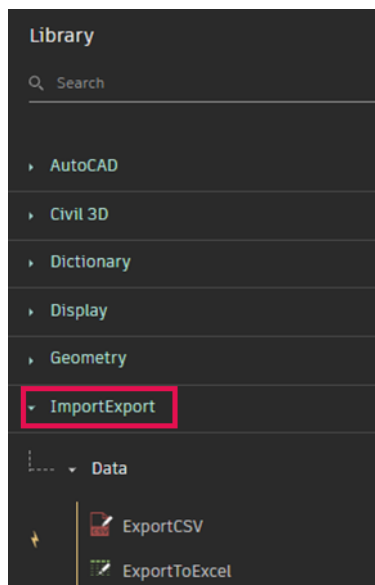 Library
Search
AutoCAD
Civil 3D
Dictionary
Display
Geometry
ImportExport
Data
ExportCSV
ExportToExcel